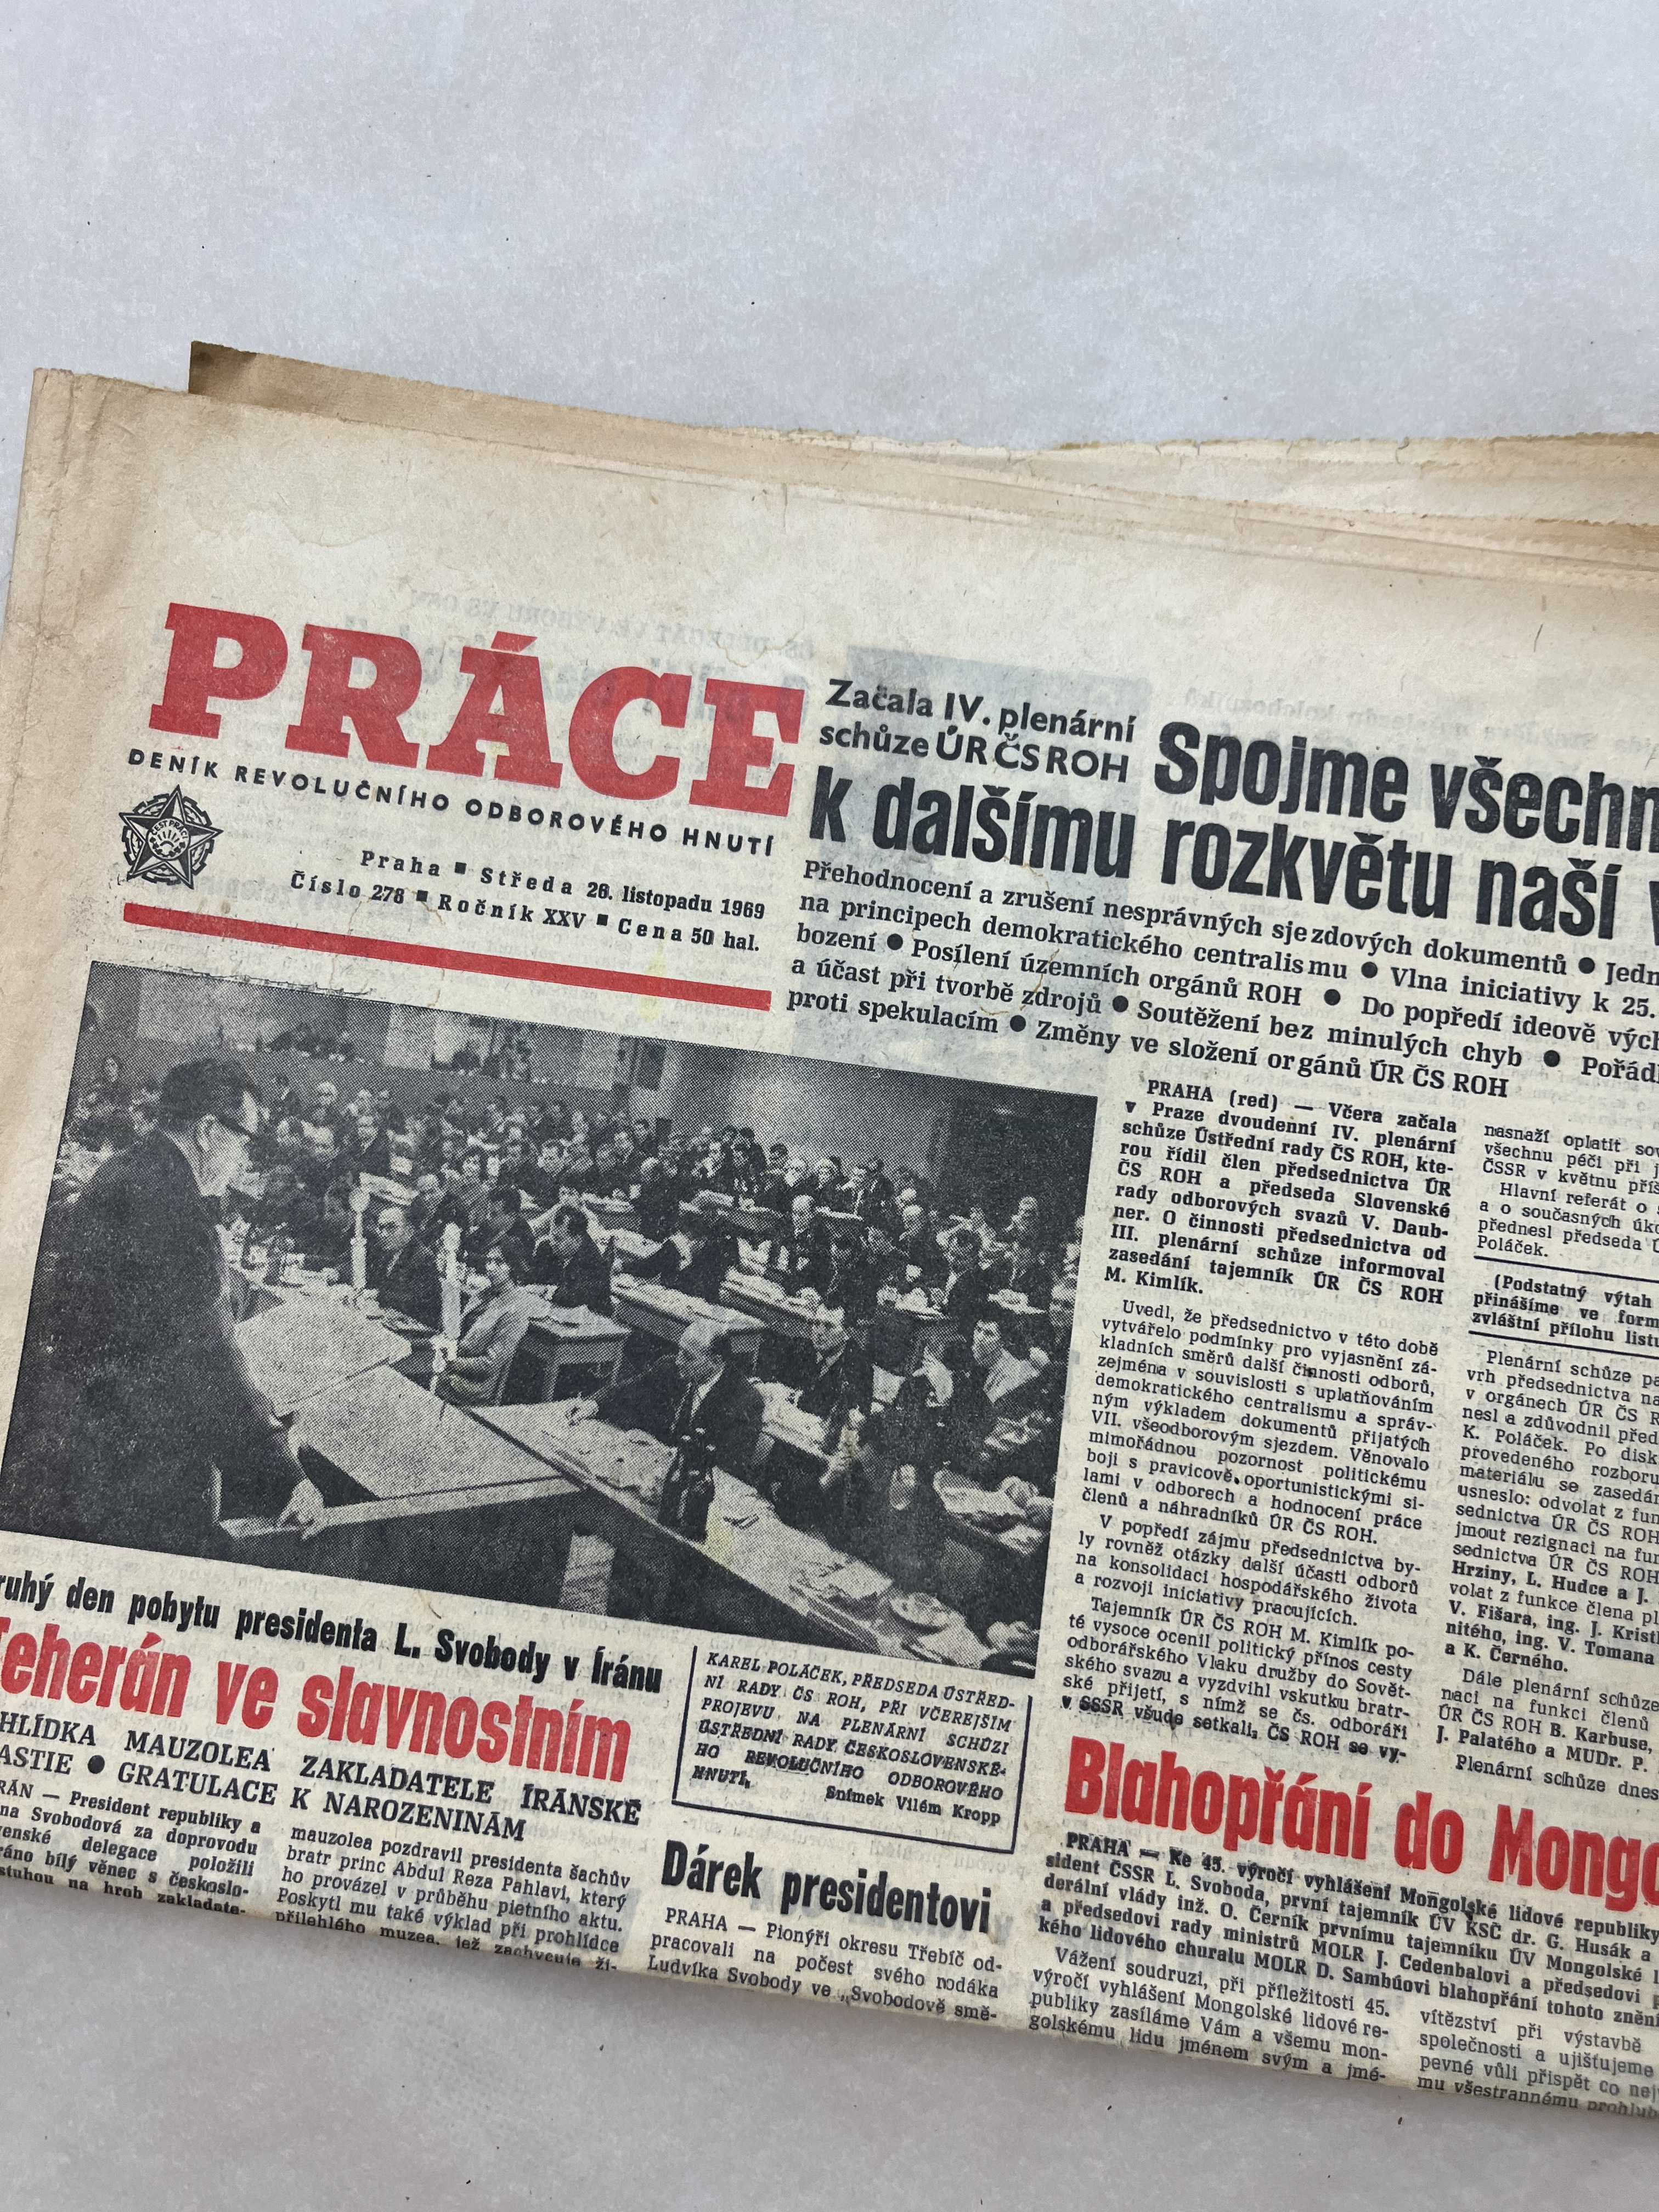 PRÁCE
DENÍK REVOLUČNÍHO ODBOROVÉHO HNUTÍ
ČEST PRÁCI
Praha ■ Středa 26. listopadu 1969
Číslo 278 ■ Ročník XXV ■ Cena 50 hal.
Začala IV. plenární
schůze ÚR ČS ROH
Spojme všechn
k dalšímu rozkvětu naší
Přehodnocení a zrušení nesprávných sjezdových dokumentů ● Jedn
na principech demokratického centralismu ● Vlna iniciativy k 25.
bození ● Posílení územních orgánů ROH ● Do popředí ideově vých
a účast při tvorbě zdrojů ● Soutěžení bez minulých chyb ● Pořád
proti spekulacím ● Změny ve složení orgánů ÚR ČS ROH
PRAHA (red) — Včera začala
v Praze dvoudenní IV. plenární
schůze Ústřední rady ČS ROH, kte-
rou řídil člen předsednictva ÚR
ČS ROH a předseda Slovenské
rady odborových svazů V. Daub-
ner. O činnosti předsednictva od
III. plenární schůze informoval
zasedání tajemník ÚR ČS ROH
M. Kimlík.
Uvedl, že předsednictvo v této době
vytvářelo podmínky pro vyjasnění zá-
kladních směrů další činnosti odborů,
zejména v souvislosti s uplatňováním
demokratického centralismu a správ-
ným výkladem dokumentů přijatých
VII. všeodborovým sjezdem. Věnovalo
mimořádnou pozornost politickému
boji s pravicově oportunistickými si-
lami v odborech a hodnocení práce
členů a náhradníků ÚR ČS ROH.
V popředí zájmu předsednictva by-
ly rovněž otázky další účasti odborů
na konsolidaci hospodářského života
a rozvoji iniciativy pracujících.
Tajemník ÚR ČS ROH M. Kimlík po-
té vysoce ocenil politický přínos cesty
odborářského Vlaku družby do Sovět-
ského svazu a vyzdvihl vskutku bratr-
ské přijetí, s nímž se čs. odboráři
v SSSR všude setkali. ČS ROH se vy-
nasnaží oplatit sov
všechnu péči při j
ČSSR v květnu příš
Hlavní referát o s
a o současných úko
přednesl předseda Ú
Poláček.
(Podstatný výtah
přinášíme ve form
zvláštní přílohu listu
Plenární schůze pa
vrh předsednictva na
v orgánech ÚR ČS R
nesl a zdůvodnil před
K. Poláček. Po disk
provedeného rozboru
materiálu se zasedán
usneslo: odvolat z fun
sednictva ÚR ČS ROH
jmout rezignaci na fun
sednictva ÚR ČS ROH
Hrziny, L. Hudce a J.
volat z funkce člena pl
V. Fišara, ing. J. Kristl
nitého, ing. V. Tomana
a K. Černého.
Dále plenární schůze
naci na funkci členů
ÚR ČS ROH B. Karbuse,
J. Palatého a MUDr. P.
Plenární schůze dnes
ruhý den pobytu presidenta L. Svobody v Íránu
Teherán ve slavnostním
HLÍDKA MAUZOLEA ZAKLADATELE ÍRÁNSKÉ
ASTIE ● GRATULACE K NAROZENINÁM
RÁN — President republiky a
na Svobodová za doprovodu
venské delegace položili
ráno bílý věnec s českoslo-
stuhou na hrob zakladate-
mauzolea pozdravil presidenta šachův
bratr princ Abdul Reza Pahlaví, který
ho provázel v průběhu pietního aktu.
Poskytl mu také výklad při prohlídce
přilehlého muzea, jež zachycuje ži-
KAREL POLÁČEK, PŘEDSEDA ÚSTŘED-
NÍ RADY ČS ROH, PŘI VČEREJŠÍM
PROJEVU NA PLENÁRNÍ SCHŮZI
ÚSTŘEDNÍ RADY ČESKOSLOVENSKÉ-
HO REVOLUČNÍHO ODBOROVÉHO
HNUTÍ.
Snímek Vilém Kropp
Dárek presidentovi
PRAHA — Pionýři okresu Třebíč od-
pracovali na počest svého rodáka
Ludvíka Svobody ve „Svobodově smě-
Blahopřání do Mongo
PRAHA — Ke 45. výročí vyhlášení Mongolské lidové republiky
sident ČSSR L. Svoboda, první tajemník ÚV KSČ dr. G. Husák a
derální vlády inž. O. Černík prvnímu tajemníku ÚV Mongolské l
a předsedovi rady ministrů MOLR J. Cedenbalovi a předsedovi
kého lidového churalu MOLR D. Sambúovi blahopřání tohoto znění
Vážení soudruzi, při příležitosti 45.
výročí vyhlášení Mongolské lidové re-
publiky zasíláme Vám a všemu mon-
golskému lidu jménem svým a jmé-
vítězství při výstavbě
společnosti a ujišťujeme
pevné vůli přispět co nej
mu všestrannému prohlub